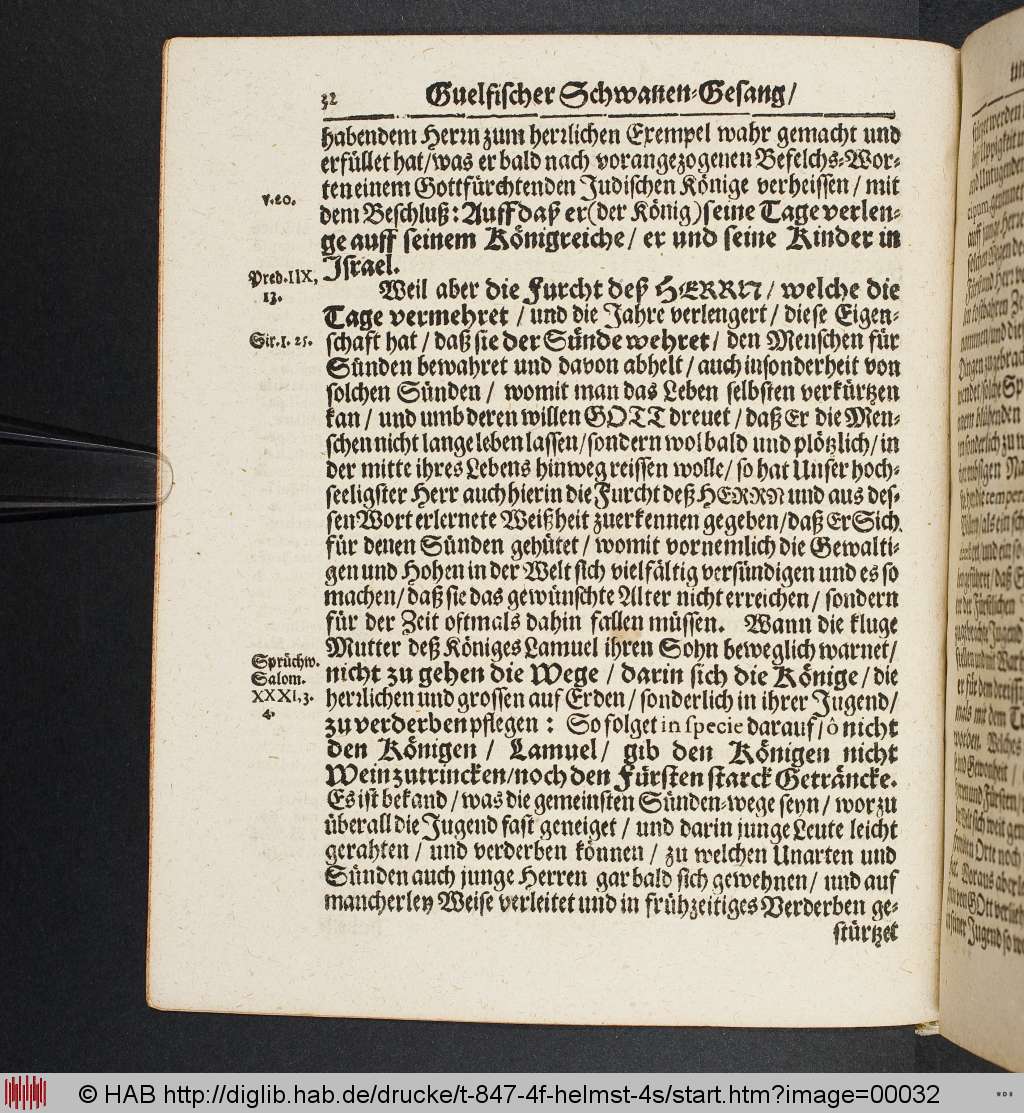 32 Guelfischer Schwanen-Gesang/
habendem Herrn zum herrlichen Exempel wahr gemacht und
erfüllet hat/was er bald nach vorangezogenen Befelchs-Wor-
ten einem Gottfürchtenden Judischen Könige verheissen/ mit
v. 20.
dem Beschluß: Auff daß er (der König) seine Tage verlen-
ge auff seinem Königreiche/ er und seine Kinder in
Israel.
Pred. IIX,
13.
Weil aber die Furcht deß HERRN/ welche die
Tage vermehret/ und die Jahre verlengert/ diese Eigen-
Sir. I. 25.
schaft hat/ daß sie der Sünde wehret/ den Menschen für
Sünden bewahret und davon abhelt/ auch insonderheit von
solchen Sünden/ womit man das Leben selbsten verkürtzen
kan/ und umb deren willen GOTT dreuet/ daß Er die Men-
schen nicht lange leben lassen/sondern wol bald und plötzlich/ in
der mitte ihres Lebens hinweg reissen wolle/ so hat Unser hoch-
seeligster Herr auch hierin die Furcht deß HERRN und aus des-
sen Wort erlernete Weißheit zuerkennen gegeben/daß Er Sich
für denen Sünden gehütet/ womit vornemlich die Gewalti-
gen und Hohen in der Welt sich vielfältig versündigen und es so
machen/ daß sie das gewünschte Alter nicht erreichen/ sondern
für der Zeit oftmals dahin fallen müssen. Wann die kluge
Mutter deß Königes Lamuel ihren Sohn beweglich warnet/
Sprüchw.
Salom.
XXXI, 3.
4.
nicht zu gehen die Wege/ darin sich die Könige/ die
herrlichen und grossen auf Erden/ sonderlich in ihrer Jugend/
zu verderben pflegen: So folget in specie darauf/ ô nicht
den Königen/ Lamuel/ gib den Königen nicht
Wein zu trincken/noch den Fürsten starck Geträncke.
Es ist bekand/ was die gemeinsten Sünden-wege seyn/ worzu
überall die Jugend fast geneiget/ und darin junge Leute leicht
gerahten/ und verderben können/ zu welchen Unarten und
Sünden auch junge Herren gar bald sich gewehnen/ und auf
mancherley Weise verleitet und in frühzeitiges Verderben ge-
stürtzet
© HAB http://diglib.hab.de/drucke/t-847-4f-helmst-4s/start.htm?image=00032